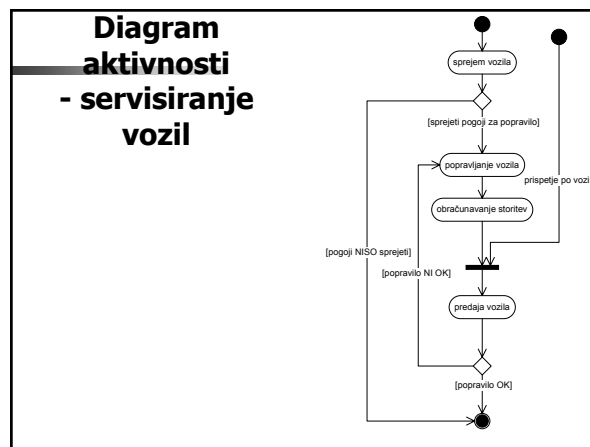 Diagram
aktivnosti
- servisiranje
vozil
sprejem vozila
[sprejeti pogoji za popravilo]
popravljanje vozila
prispetje po vozi
obračunavanje storitev
[pogoji NISO sprejeti]
[popravilo NI OK]
predaja vozila
[popravilo OK]